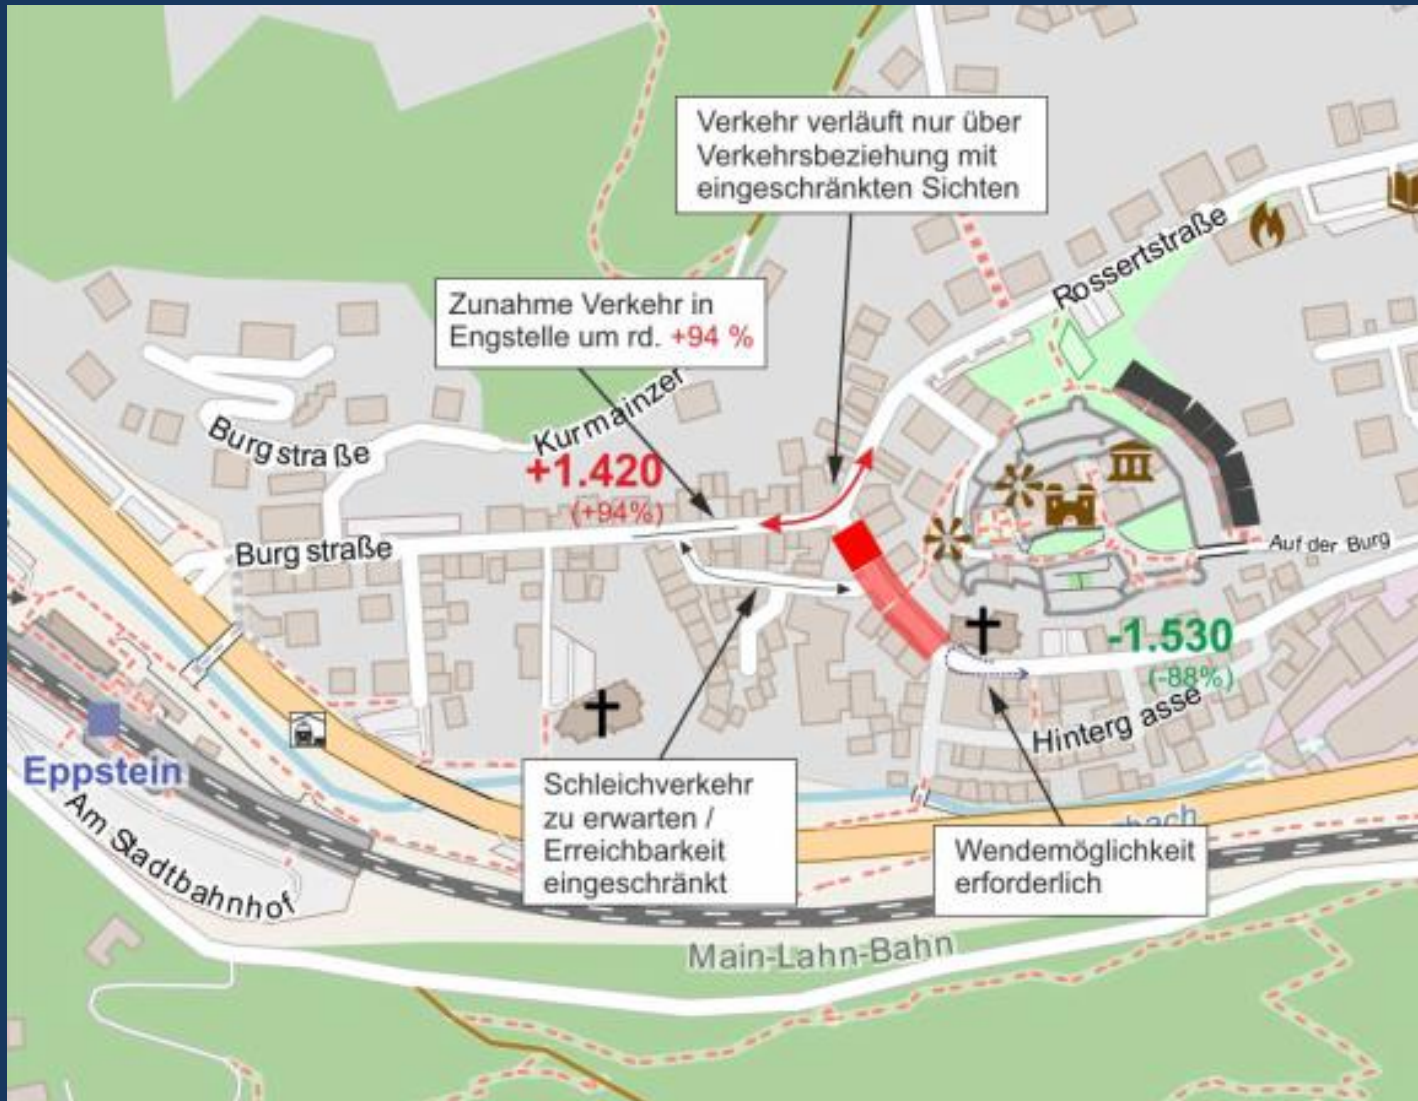 Verkehr verläuft nur über
Verkehrsbeziehung mit
eingeschränkten Sichten
Rossertstraße
Zunahme Verkehr in
Engstelle um rd. +94 %
Kurmainzer
Burgstraße
+1.420
(+94%)
Burgstraße
Auf der Burg
-1.530
(-88%)
Hintergasse
Eppstein
Am Stadtbahnhof
Schleichverkehr
zu erwarten /
Erreichbarkeit
eingeschränkt
Wendemöglichkeit
erforderlich
Main-Lahn-Bahn